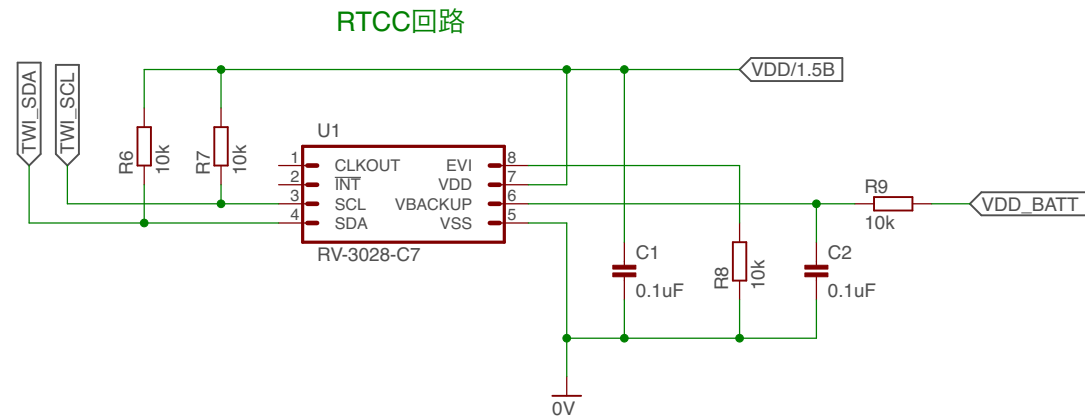 RTCC回路
TWI_SDA
TWI_SCL
VDD/1.5B
R6
10k
R7
10k
U1
1
CLKOUT
EVI
8
2
INT
VDD
7
3
SCL
VBACKUP
6
4
SDA
VSS
5
RV-3028-C7
R9
10k
VDD_BATT
C1
0.1uF
R8
10k
C2
0.1uF
0V